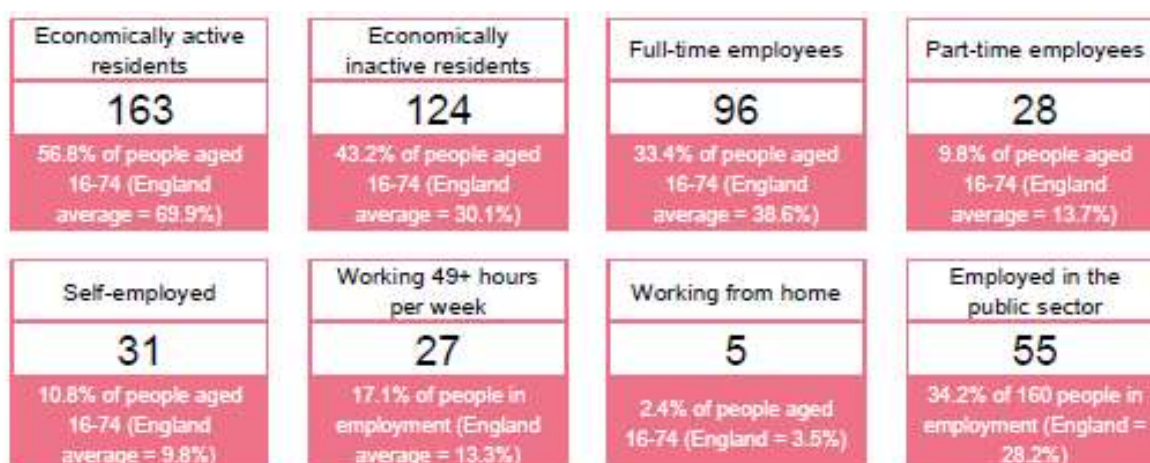 Economically active
residents
163
56.8% of people aged
16-74 (England
average = 69.9%)
Economically
inactive residents
124
43.2% of people aged
16-74 (England
average = 30.1%)
Full-time employees
96
33.4% of people aged
16-74 (England
average = 38.6%)
Part-time employees
28
9.8% of people aged
16-74 (England
average = 13.7%)
Self-employed
31
10.8% of people aged
16-74 (England
average = 9.8%)
Working 49+ hours
per week
27
17.1% of people in
employment (England
average = 13.3%)
Working from home
5
2.4% of people aged
16-74 (England = 3.5%)
Employed in the
public sector
55
34.2% of 160 people in
employment (England =
28.2%)